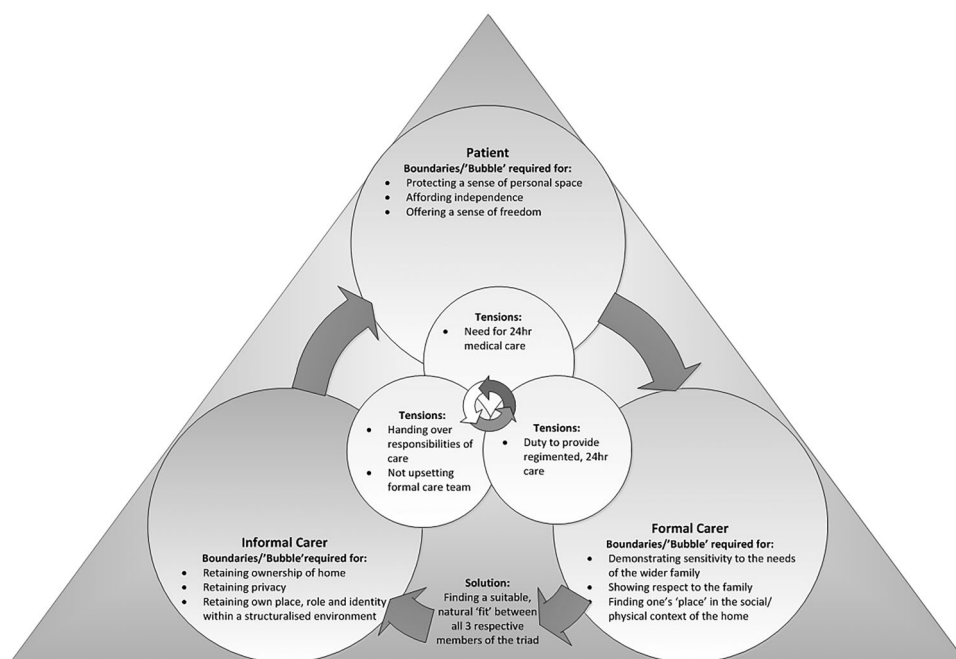 Patient
Boundaries/'Bubble' required for:
• Protecting a sense of personal space
• Affording independence
• Offering a sense of freedom
Tensions:
• Need for 24hr
medical care
Tensions:
• Handing over
responsibilities of
care
• Not upsetting
formal care team
Tensions:
• Duty to provide
regimented, 24hr
care
Informal Carer
Boundaries/'Bubble'required for:
• Retaining ownership of home
• Retaining privacy
• Retaining own place, role and identity
within a structuralised environment
Solution:
Finding a suitable,
natural 'fit' between
all 3 respective
members of the triad
Formal Carer
Boundaries/'Bubble' required for:
• Demonstrating sensitivity to the needs
of the wider family
• Showing respect to the family
• Finding one's 'place' in the social/
physical context of the home